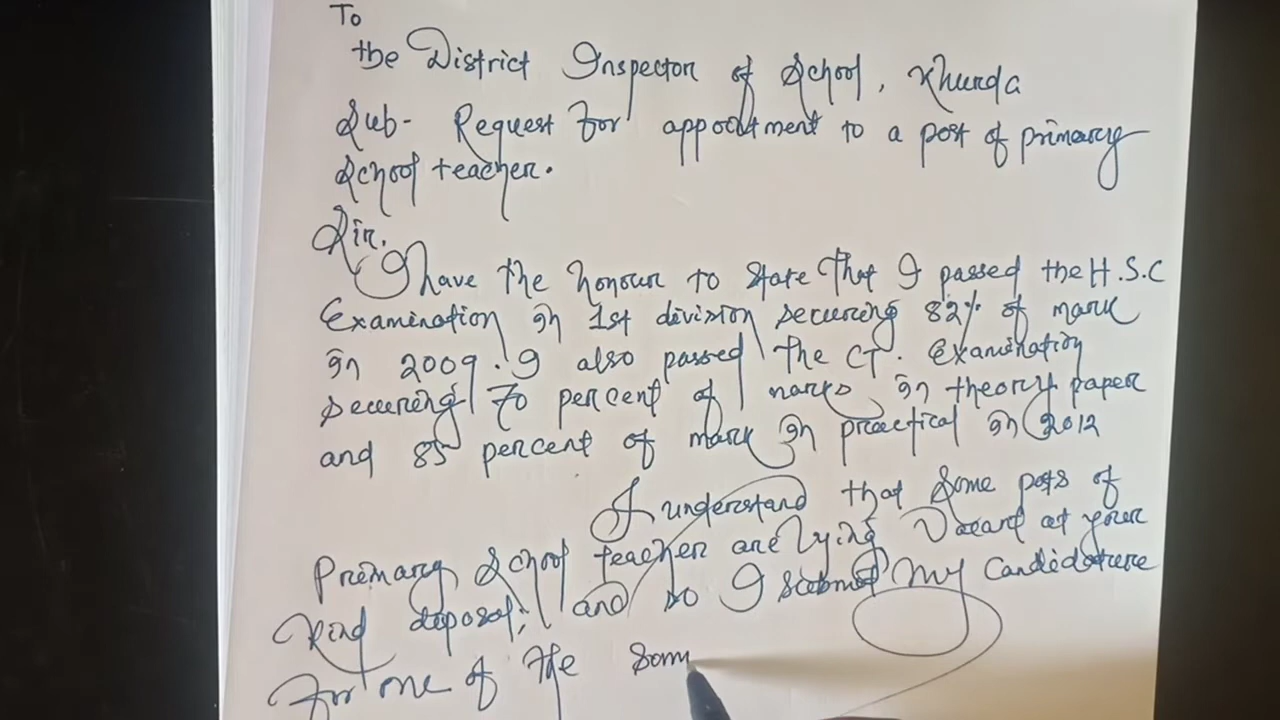 To
the District Inspector of School, Khurda
Sub- Request For appointment to a post of primary
School teacher.
Sir.
I have the honour to state that I passed the H.S.C
Examination in 1st division securing 82% of mark
in 2009. I also passed the CT. Examination
securing 70 percent of marks in theory paper
and 85 percent of mark in practical in 2012
I understand that some posts of
Primary School teacher are lying Vacant at your
Kind disposal, and so I submit My Candidature
For one of the Som